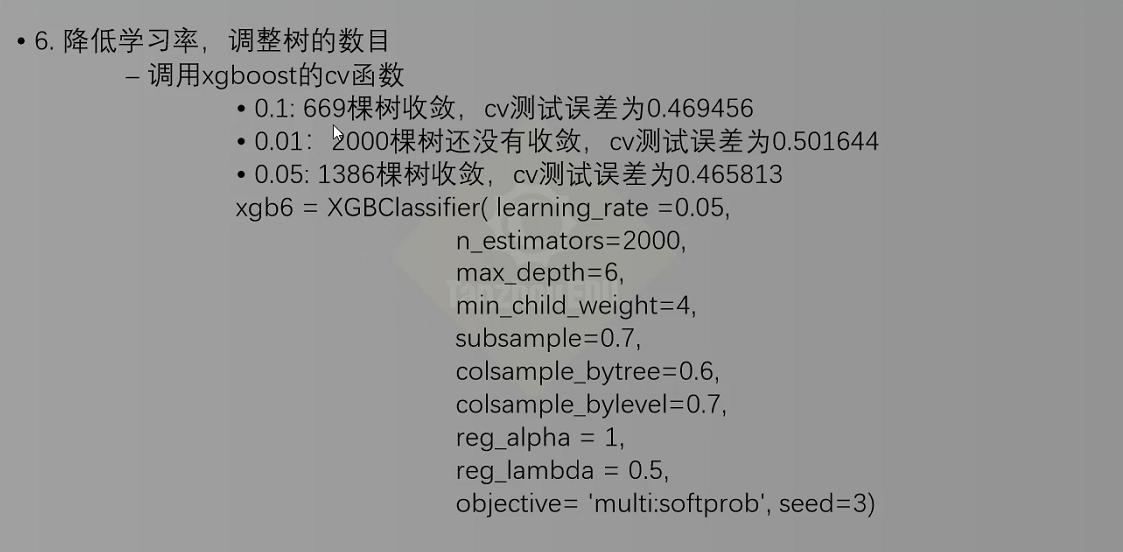 • 6. 降低学习率，调整树的数目
– 调用xgboost的cv函数
• 0.1: 669棵树收敛，cv测试误差为0.469456
• 0.01： 2000棵树还没有收敛，cv测试误差为0.501644
• 0.05: 1386棵树收敛，cv测试误差为0.465813
xgb6 = XGBClassifier( learning_rate =0.05,
n_estimators=2000,
max_depth=6,
min_child_weight=4,
subsample=0.7,
colsample_bytree=0.6,
colsample_bylevel=0.7,
reg_alpha = 1,
reg_lambda = 0.5,
objective= 'multi:softprob', seed=3)